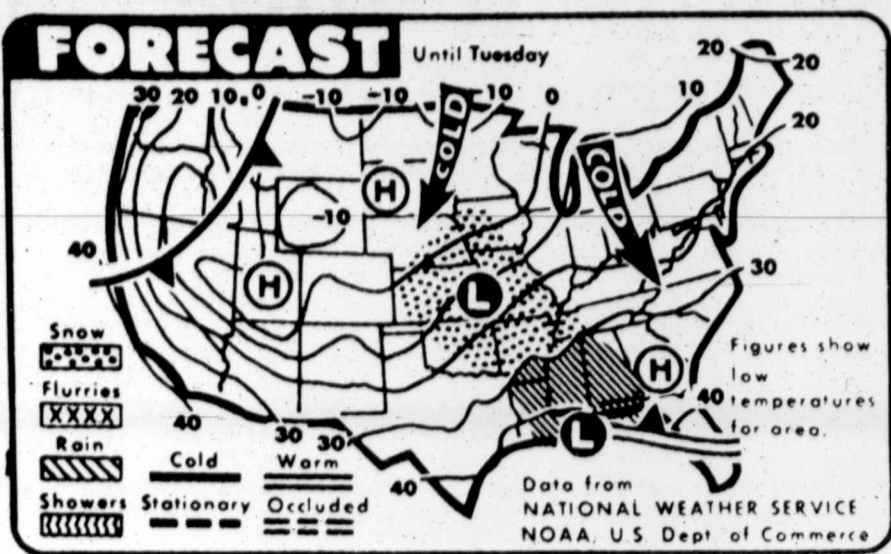 FORECAST
Until Tuesday
30 20 10 0 -10 -10 -10 0 10 20 20
20
COLD
COLD
H
-10
40
H
L
30
Snow
Flurries
Rain
Showers
H
Figures show
low
40 temperatures
for area.
L
40 30 30
Cold Warm
Stationary Occluded
40
Data from
NATIONAL WEATHER SERVICE
NOAA, U.S. Dept. of Commerce